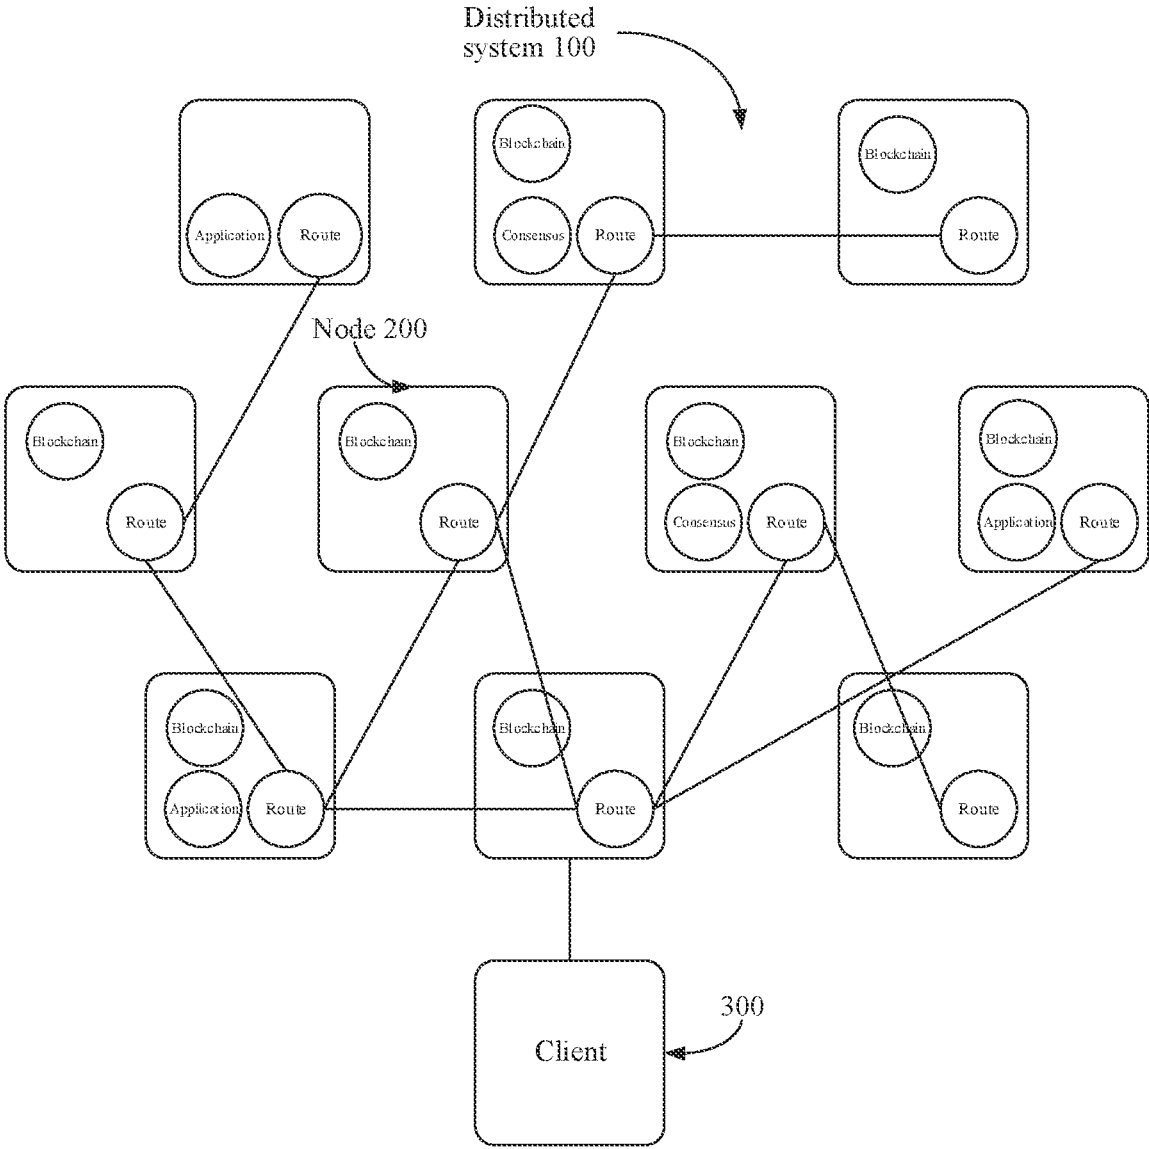 Distributed
system 100
Blockchain
Blockchain
Application
Route
Consensus
Route
Route
Node 200
Blockchain
Blockchain
Blockchain
Blockchain
Route
Route
Consensus
Route
Application
Route
Blockchain
Blockchain
Blockchain
Application
Route
Route
Route
300
Client